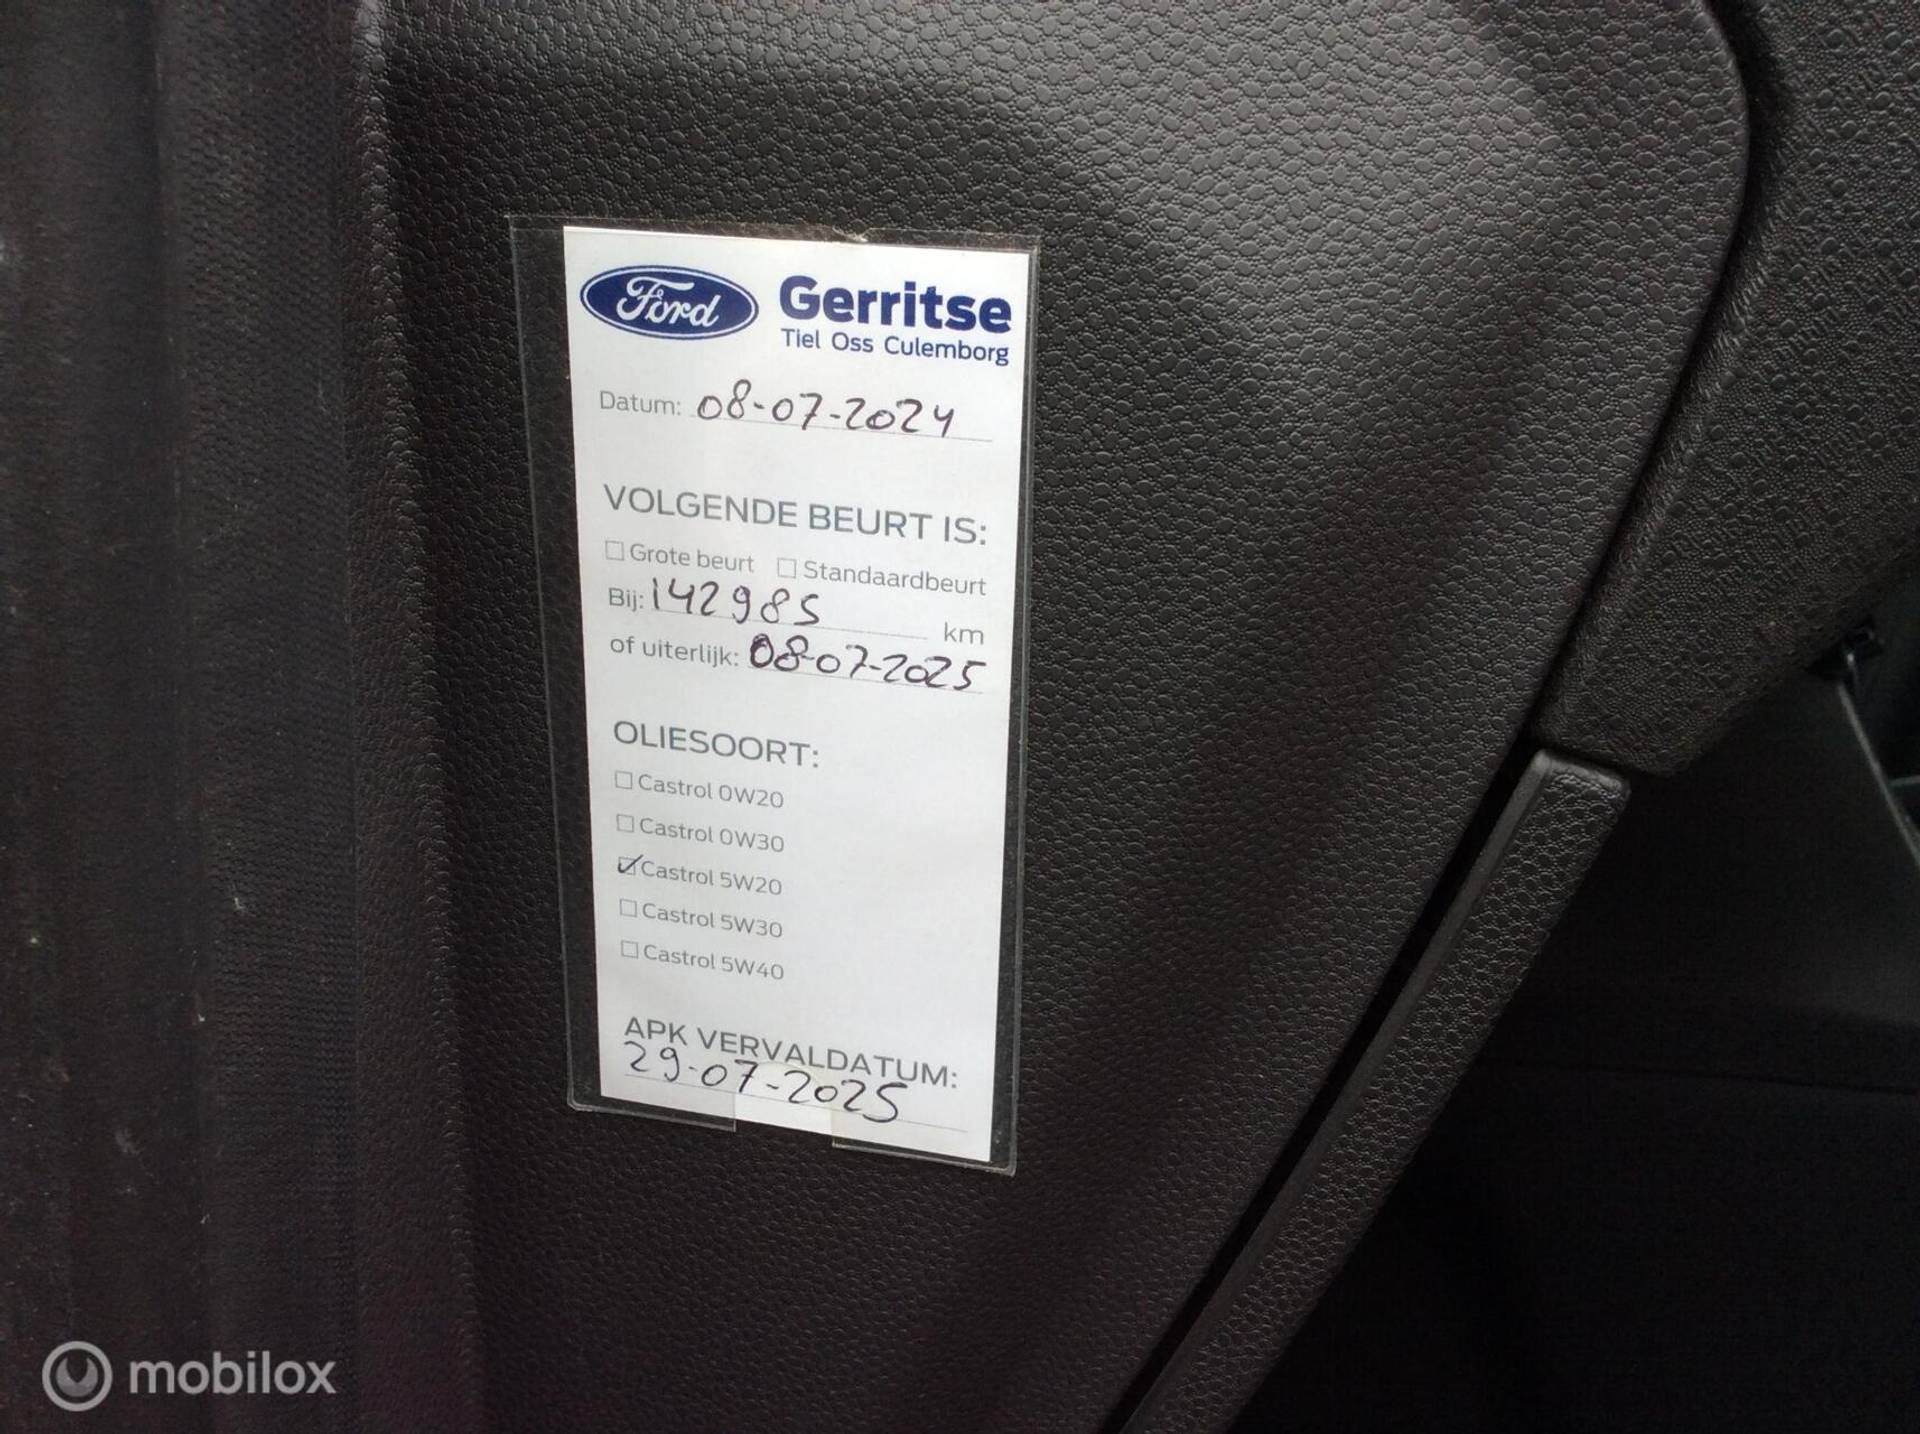 Ford Gerritse
Tiel Oss Culemborg
Datum: 08-07-2024
VOLGENDE BEURT IS:
Grote beurt Standaardbeurt
Bij: 142985 km
of uiterlijk: 08-07-2025
OLIESOORT:
Castrol 0W20
Castrol 0W30
Castrol 5W20
Castrol 5W30
Castrol 5W40
APK VERVALDATUM:
29-07-2025
mobilox